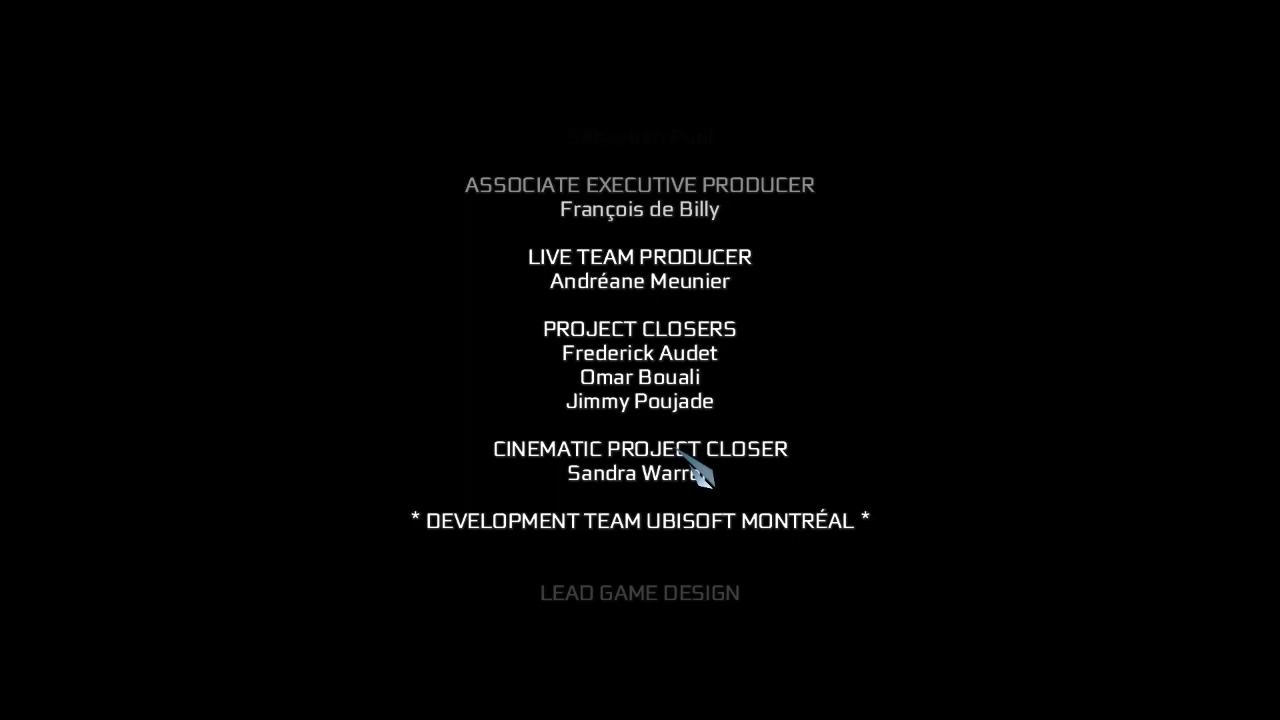 ASSOCIATE EXECUTIVE PRODUCER
François de Billy
LIVE TEAM PRODUCER
Andréane Meunier
PROJECT CLOSERS
Frederick Audet
Omar Bouali
Jimmy Poujade
CINEMATIC PROJECT CLOSER
Sandra
* DEVELOPMENT TEAM UBISOFT MONTRÉAL *
LEAD GAME DESIGN